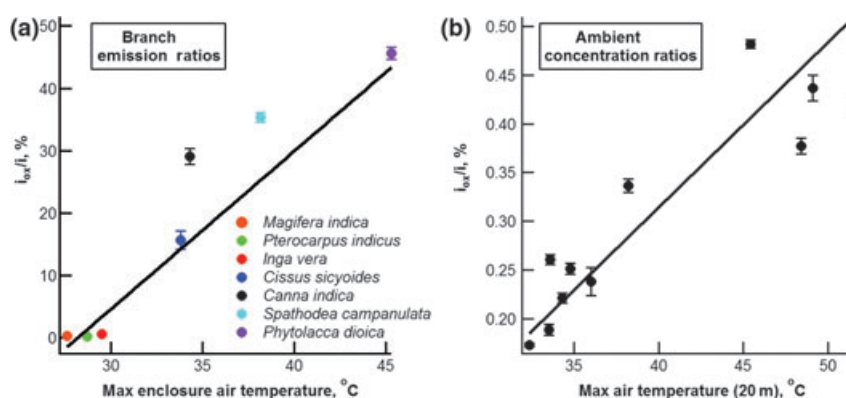 (a)
Branch
emission ratios
i_ox/i, %
50
40
30
20
10
0
Magifera indica
Pterocarpus indicus
Inga vera
Cissus sicyoides
Canna indica
Spathodea campanulata
Phytolacca dioica
30 35 40 45
Max enclosure air temperature, °C
(b)
Ambient
concentration ratios
i_ox/i, %
0.50
0.45
0.40
0.35
0.30
0.25
0.20
35 40 45 50
Max air temperature (20 m), °C